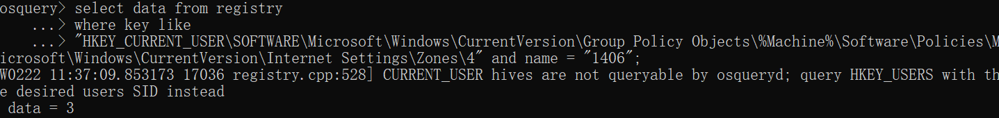 osquery> select data from registry
    ...> where key like
    ...> "HKEY_CURRENT_USER\SOFTWARE\Microsoft\Windows\CurrentVersion\Group Policy Objects\%Machine%\Software\Policies\M
icrosoft\Windows\CurrentVersion\Internet Settings\Zones\4" and name = "1406";
W0222 11:37:09.853173 17036 registry.cpp:528] CURRENT_USER hives are not queryable by osqueryd; query HKEY_USERS with th
e desired users SID instead
 data = 3